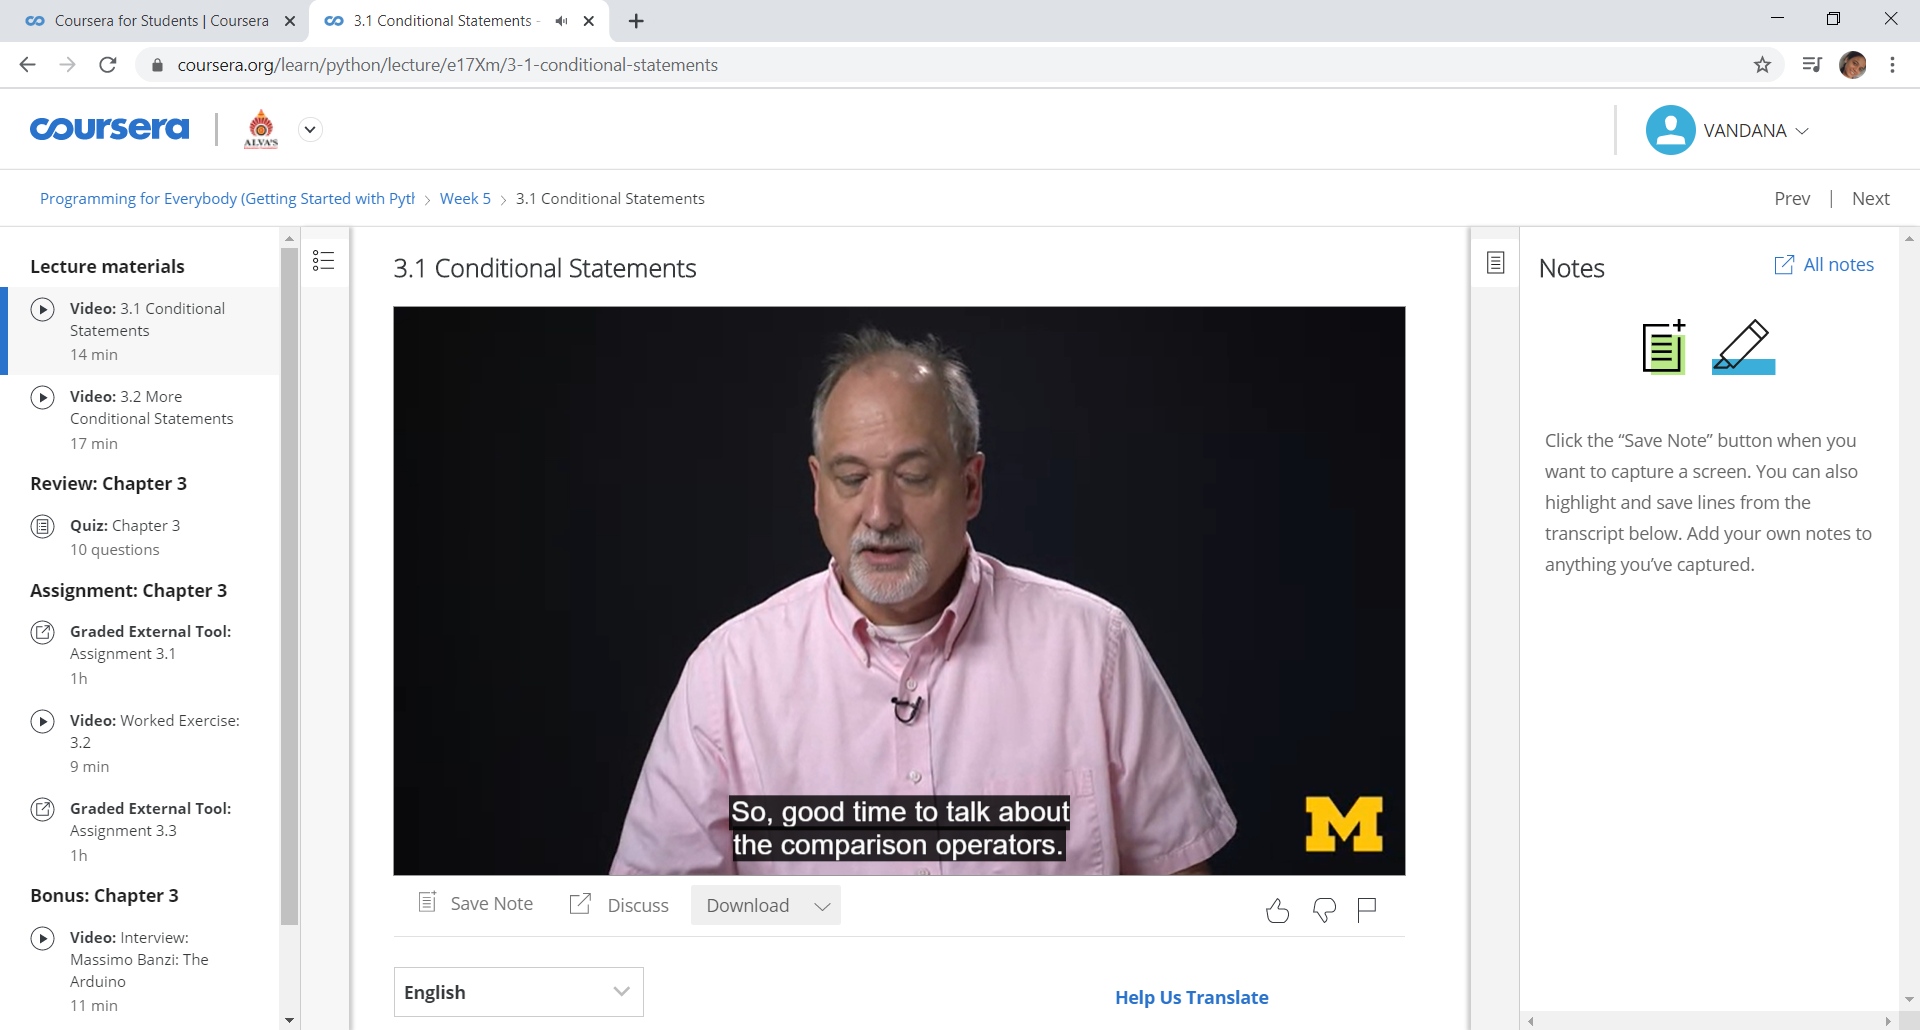 Coursera for Students | Coursera
3.1 Conditional Statements -
coursera.org/learn/python/lecture/e17Xm/3-1-conditional-statements
coursera
ALVA'S
VANDANA
Programming for Everybody (Getting Started with Pyth
Week 5
3.1 Conditional Statements
Prev | Next
Lecture materials
Video: 3.1 Conditional
Statements
14 min
Video: 3.2 More
Conditional Statements
17 min
Review: Chapter 3
Quiz: Chapter 3
10 questions
Assignment: Chapter 3
Graded External Tool:
Assignment 3.1
1h
Video: Worked Exercise:
3.2
9 min
Graded External Tool:
Assignment 3.3
1h
Bonus: Chapter 3
Video: Interview:
Massimo Banzi: The
Arduino
11 min
3.1 Conditional Statements
So, good time to talk about
the comparison operators.
M
Save Note
Discuss
Download
English
Help Us Translate
Notes
All notes
Click the “Save Note” button when you
want to capture a screen. You can also
highlight and save lines from the
transcript below. Add your own notes to
anything you’ve captured.